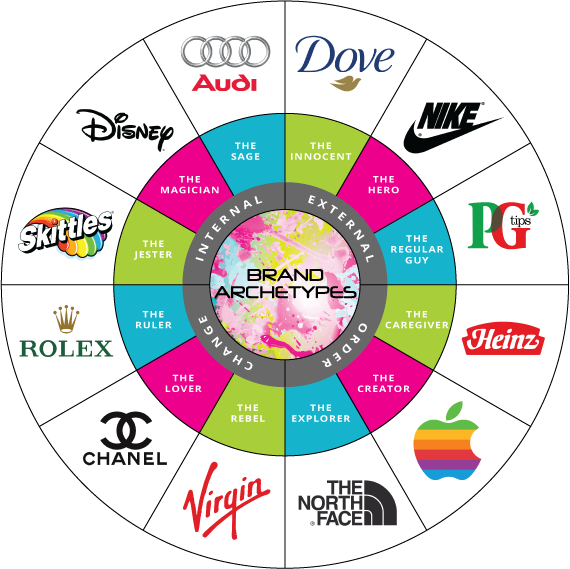 Audi
Dove
DISNEY
NIKE
THE
SAGE
THE
INNOCENT
THE
MAGICIAN
THE
HERO
Skittles
PG
tips
THE
JESTER
INTERNAL
EXTERNAL
THE
REGULAR
GUY
BRAND
ARCHETYPES
ROLEX
THE
RULER
CHANGE
ORDER
THE
CAREGIVER
Heinz
THE
LOVER
THE
CREATOR
THE
REBEL
THE
EXPLORER
CHANEL
Virgin
THE
NORTH
FACE